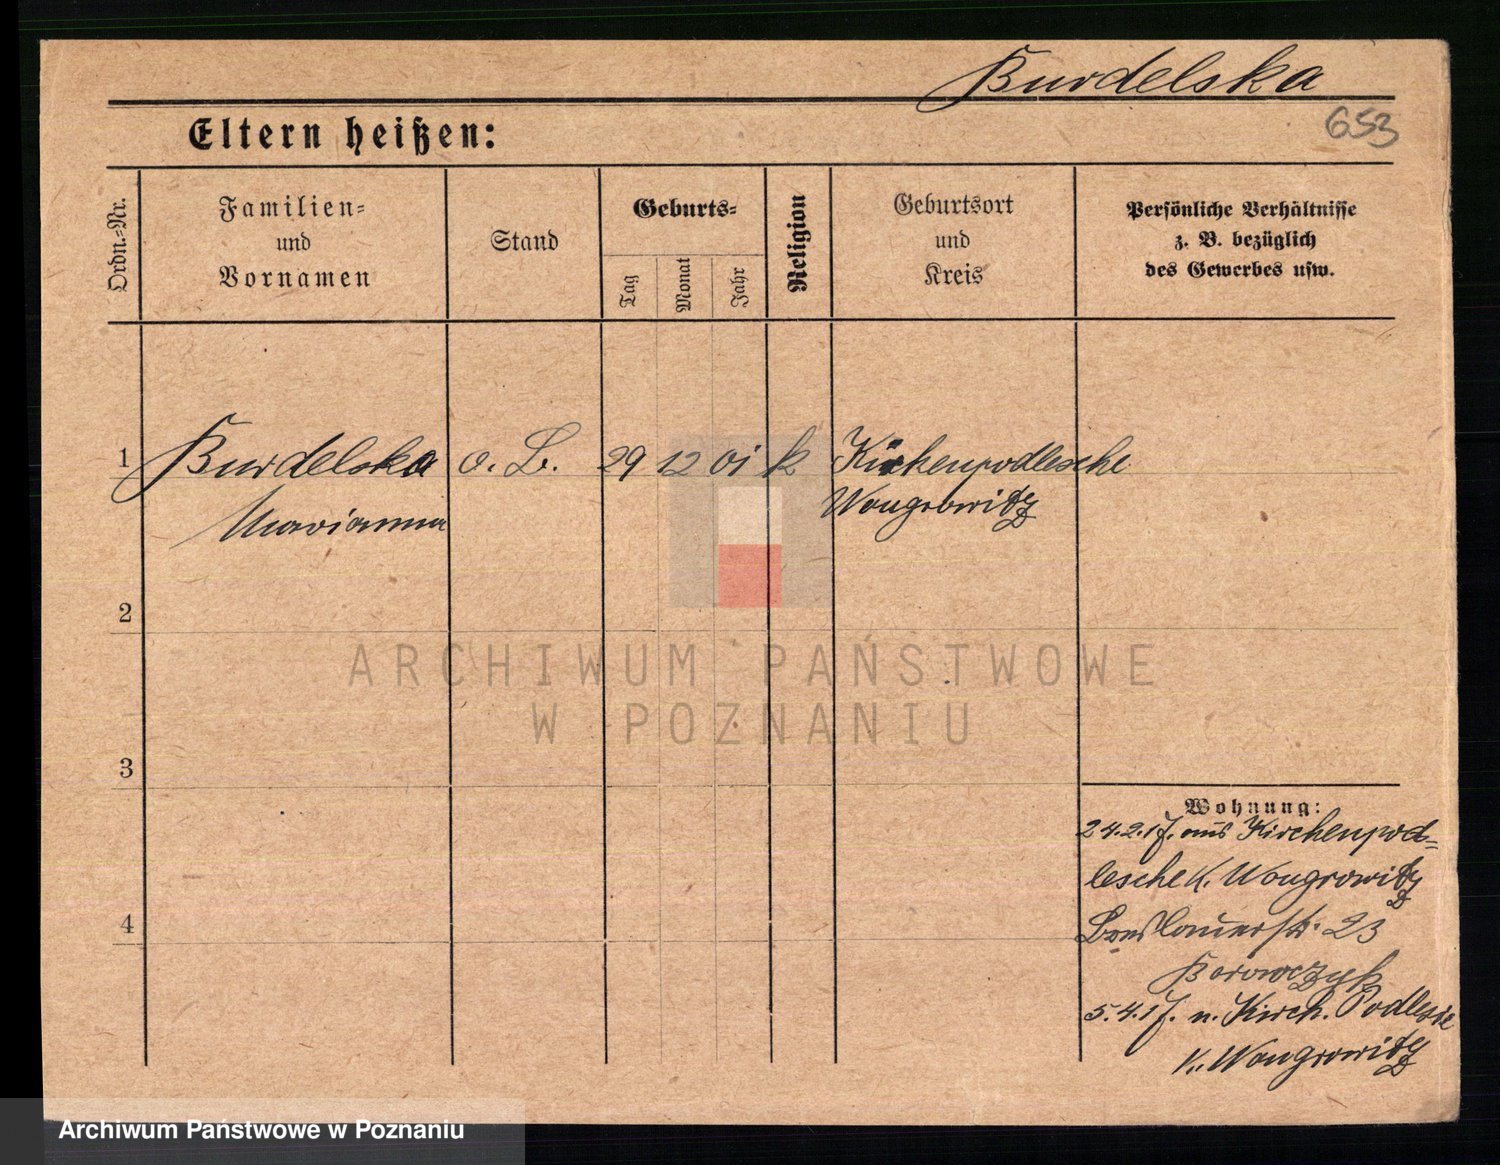 Burdelska
653
Eltern heißen:
Ordn.-Nr.
Familien-
und
Vornamen
Stand
Geburts-
Tag
Monat
Jahr
Religion
Geburtsort
und
Kreis
Persönliche Verhältnisse
z. B. bezüglich
des Gewerbes usw.
1 Burdelska o. B. 29 12 01 k Kirchenpodlesche
Marianna Wongrowitz
2
3
4
ARCHIWUM PAŃSTWOWE
W POZNANIU
Wohnung:
24.2.17. aus Kirchenpod=
lesche K. Wongrowitz
Breslauerstr. 23
Borowczyk
5.4.17. n. Kirch. Podlesche
K. Wongrowitz
Archiwum Państwowe w Poznaniu